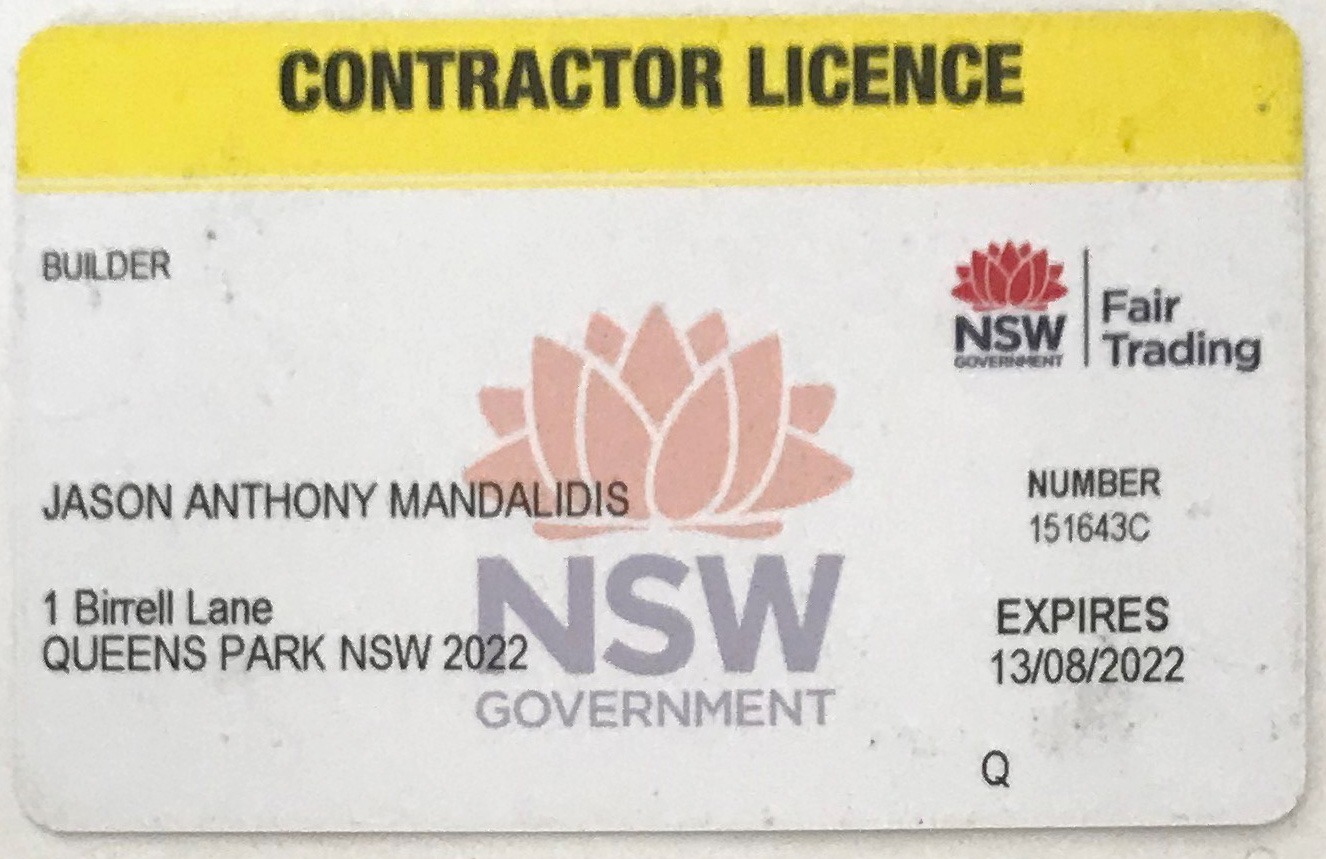 CONTRACTOR LICENCE
BUILDER
NSW
GOVERNMENT
Fair
Trading
JASON ANTHONY MANDALIDIS
NUMBER
151643C
1 Birrell Lane
QUEENS PARK NSW 2022
EXPIRES
13/08/2022
NSW
GOVERNMENT
Q